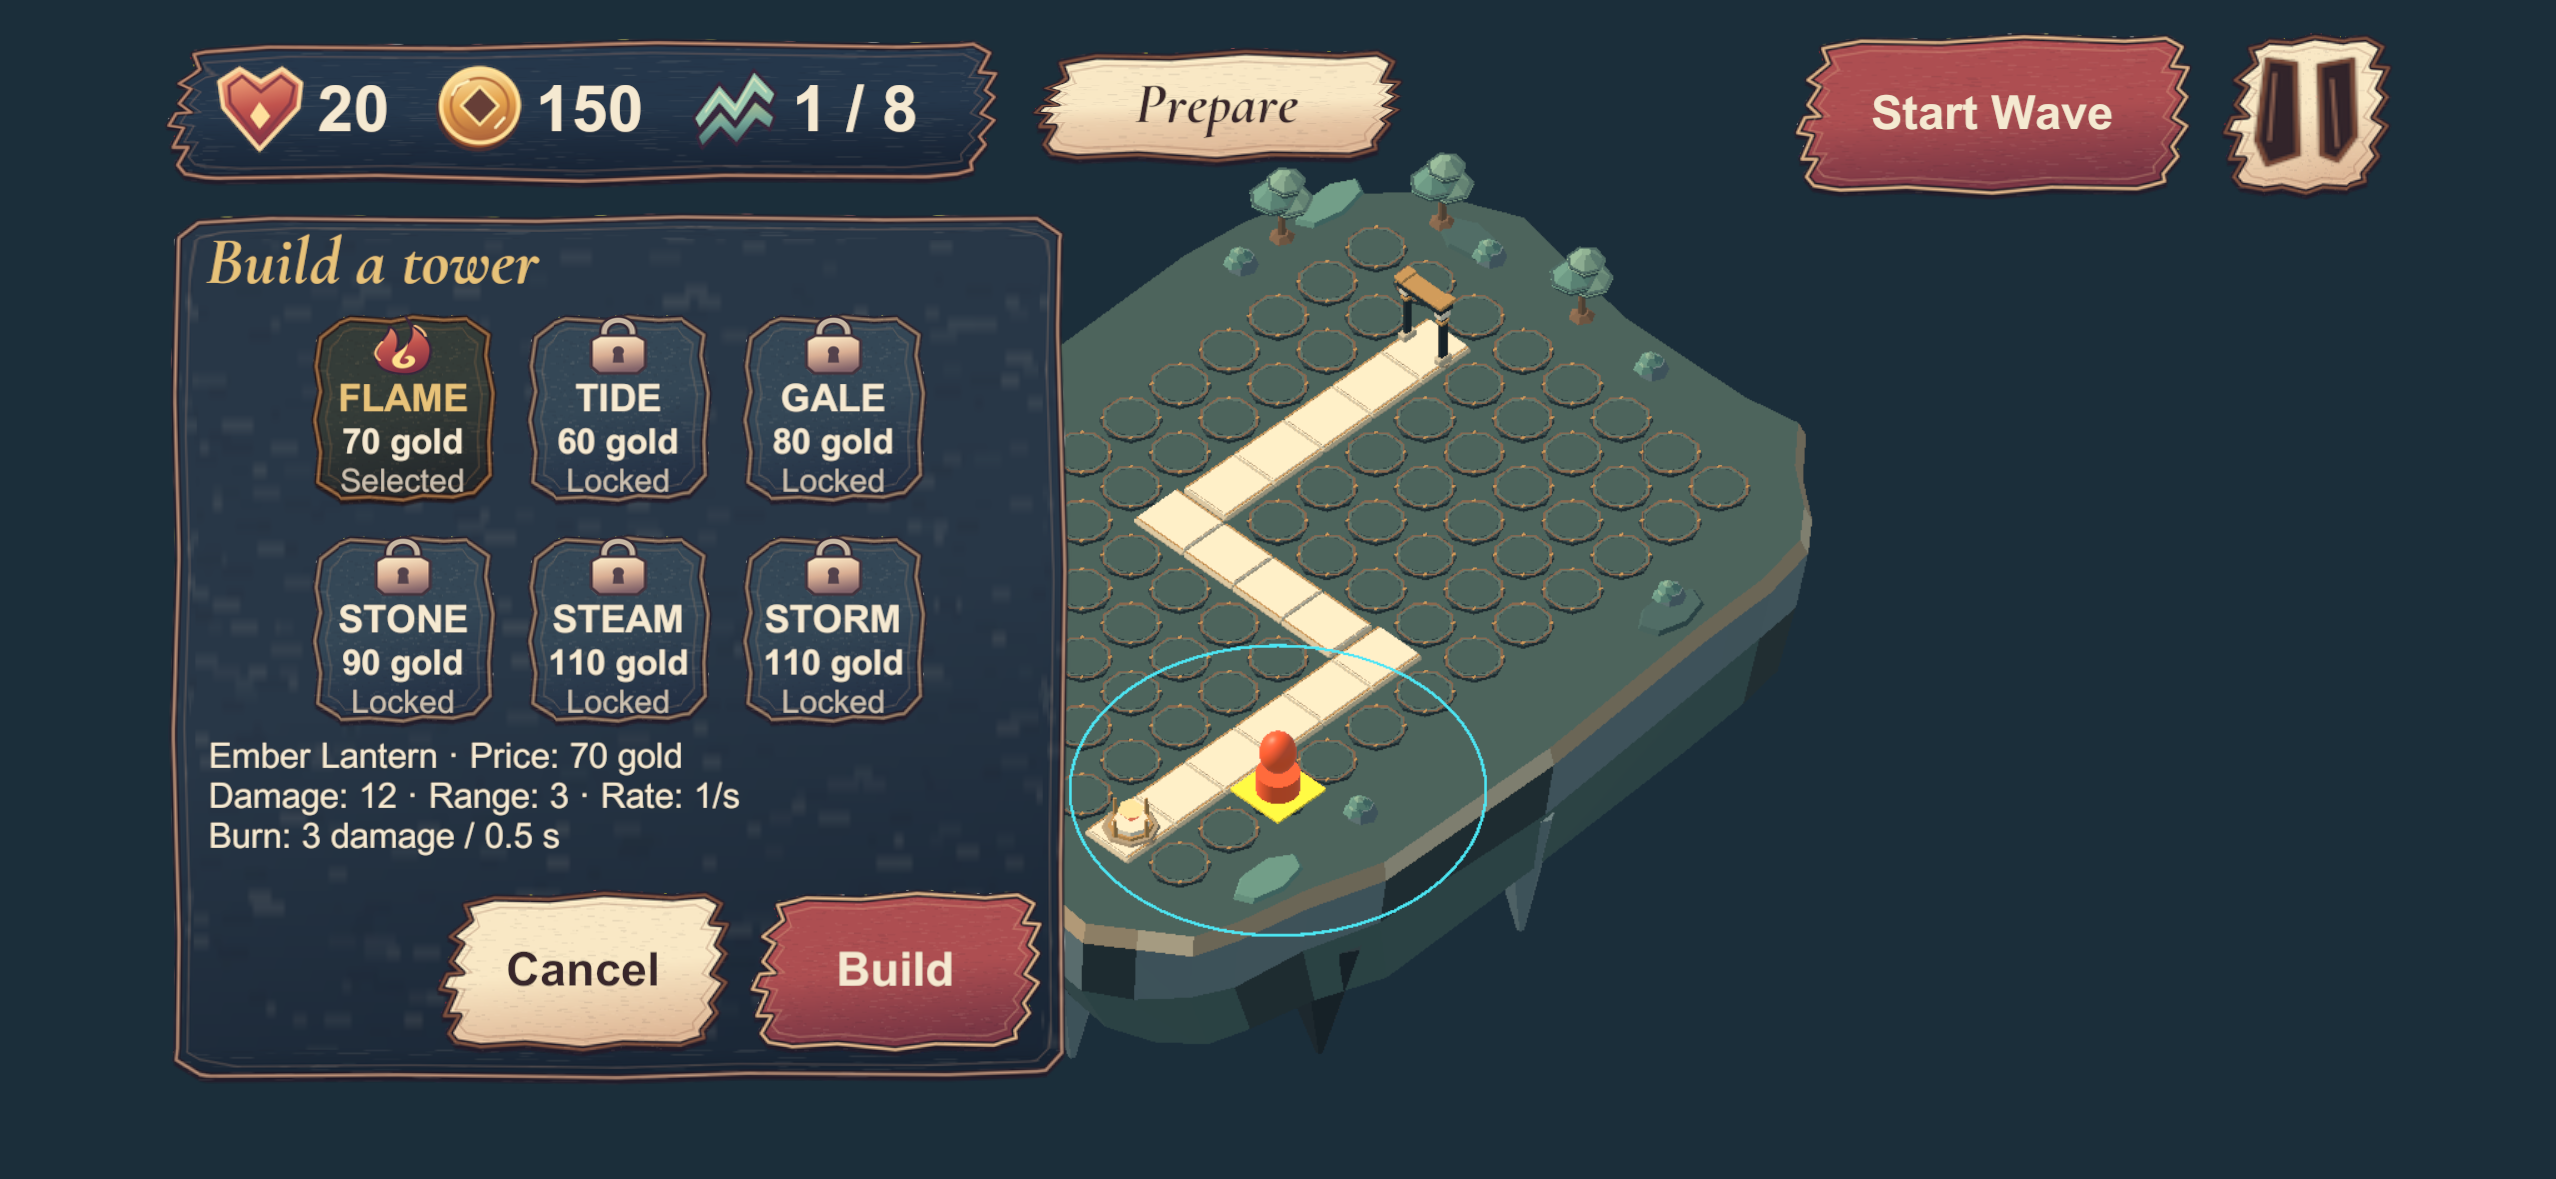 20 150 1 / 8
Prepare
Start Wave
Build a tower
FLAME
70 gold
Selected
TIDE
60 gold
Locked
GALE
80 gold
Locked
STONE
90 gold
Locked
STEAM
110 gold
Locked
STORM
110 gold
Locked
Ember Lantern · Price: 70 gold
Damage: 12 · Range: 3 · Rate: 1/s
Burn: 3 damage / 0.5 s
Cancel
Build